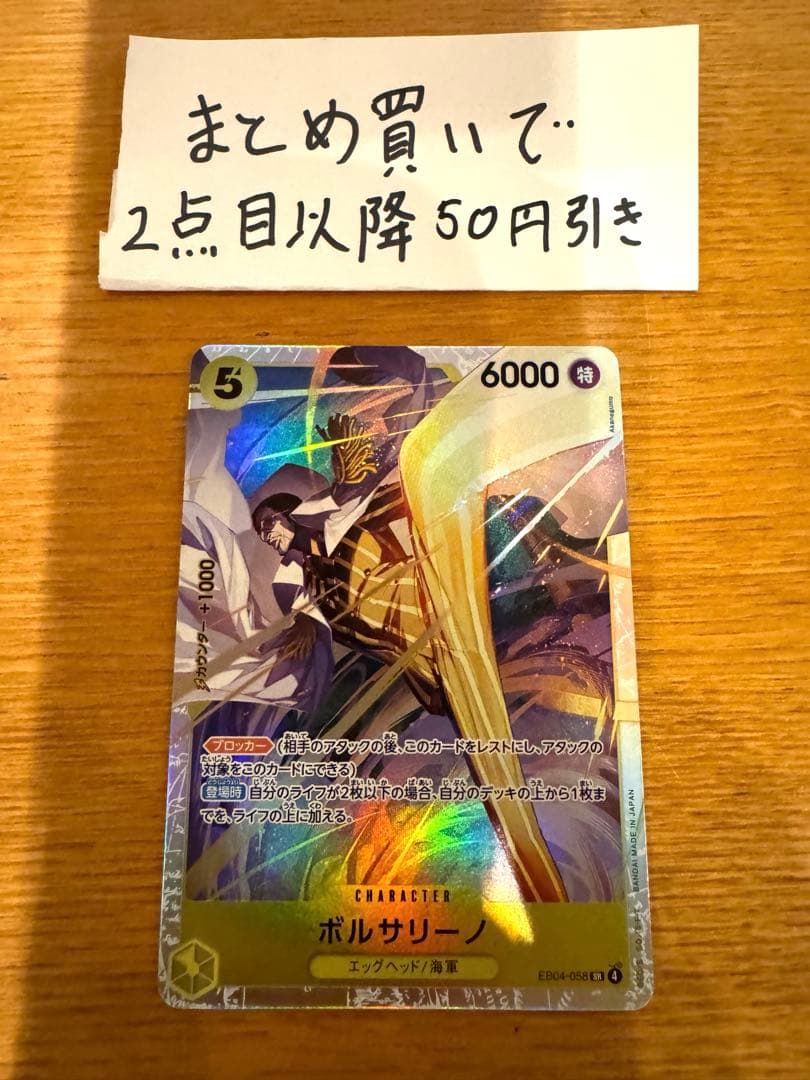 まとめ買いで
2点目以降50円引き
5
6000 特
Akanegumo
カウンター +1000
ブロッカー (相手のアタックの後、このカードをレストにし、アタックの
対象をこのカードにできる)
登場時 自分のライフが2枚以下の場合、自分のデッキの上から1枚ま
でを、ライフの上に加える。
BANDAI MADE IN JAPAN
CHARACTER
ボルサリーノ
エッグヘッド/海軍
EB04-058 SR 4